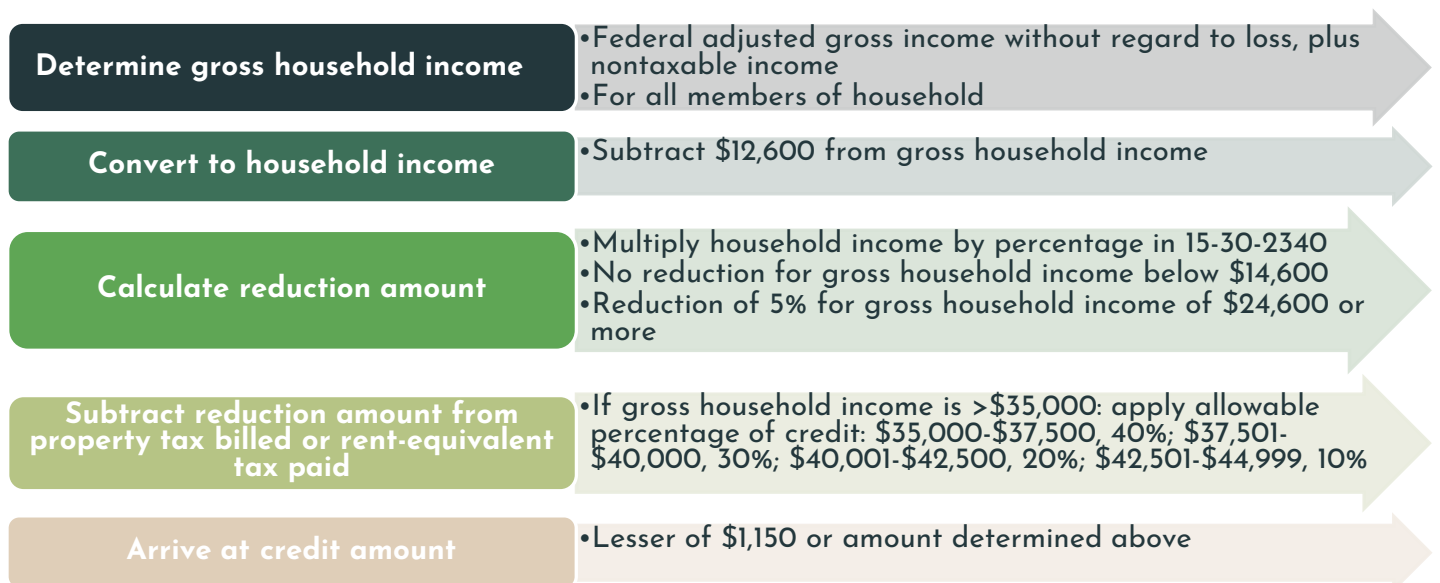 Determine gross household income
•Federal adjusted gross income without regard to loss, plus
nontaxable income
•For all members of household
Convert to household income
•Subtract $12,600 from gross household income
Calculate reduction amount
•Multiply household income by percentage in 15-30-2340
•No reduction for gross household income below $14,600
•Reduction of 5% for gross household income of $24,600 or
more
Subtract reduction amount from
property tax billed or rent-equivalent
tax paid
•If gross household income is >$35,000: apply allowable
percentage of credit: $35,000-$37,500, 40%; $37,501-
$40,000, 30%; $40,001-$42,500, 20%; $42,501-$44,999, 10%
Arrive at credit amount
•Lesser of $1,150 or amount determined above